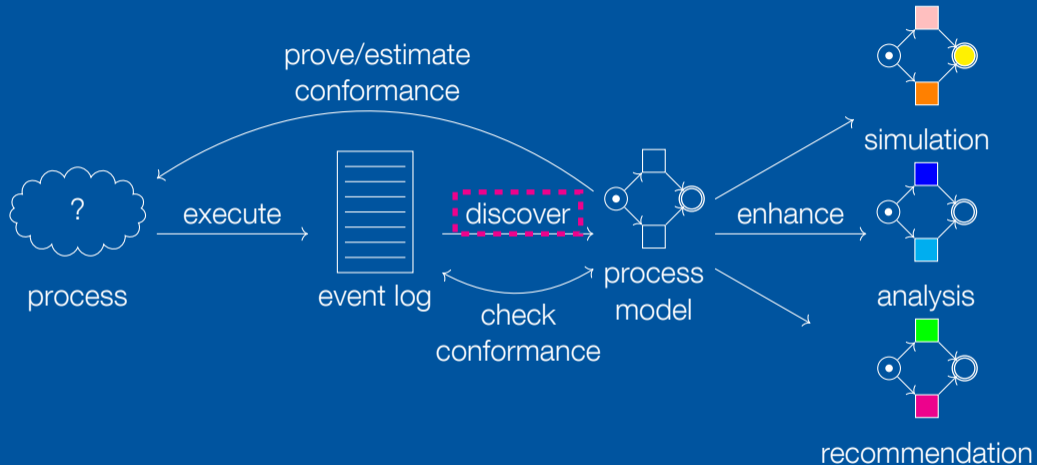 prove/estimate
conformance
simulation
?
execute
discover
enhance
process
event log
process
model
analysis
check
conformance
recommendation